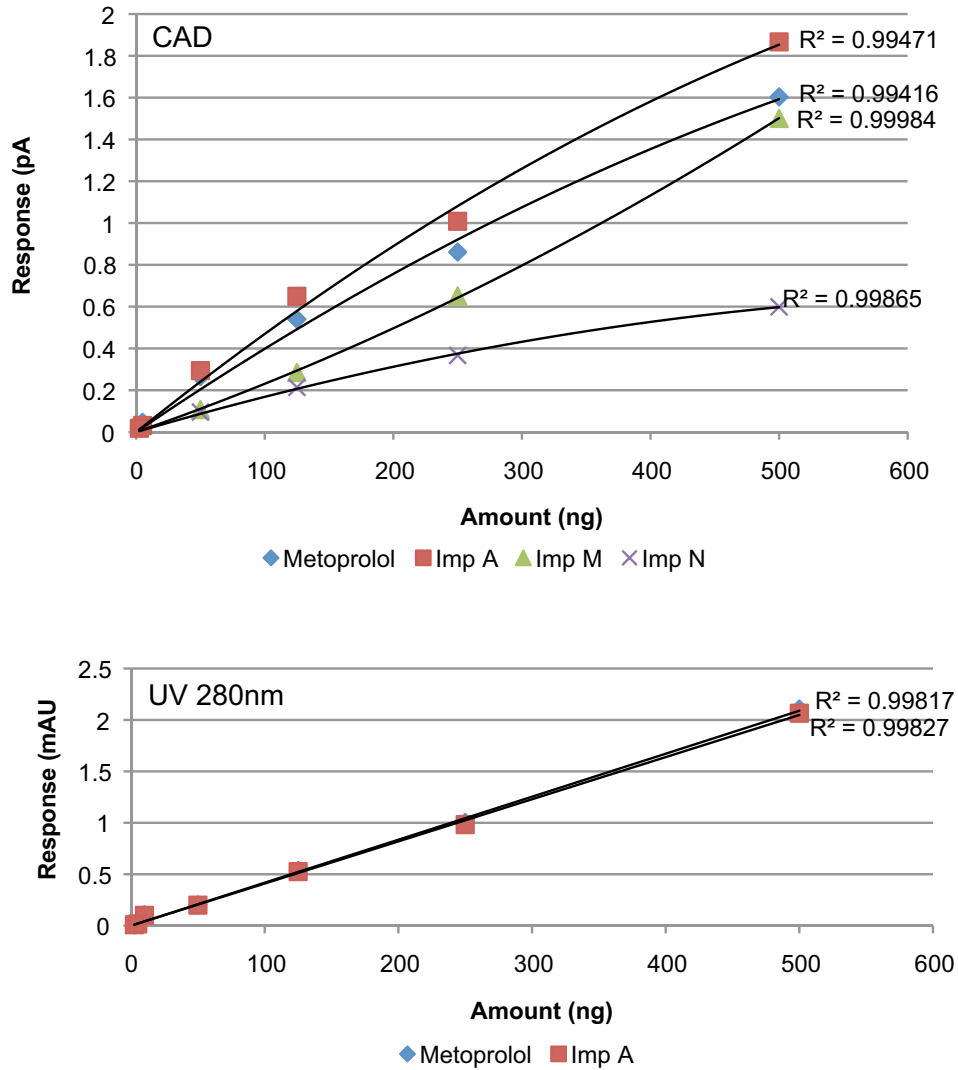 2
CAD
R² = 0.99471
1.8
R² = 0.99416
1.6
R² = 0.99984
1.4
1.2
1
0.8
0.6
R² = 0.99865
0.4
0.2
0
Response (pA
0 100 200 300 400 500 600
Amount (ng)
Metoprolol Imp A Imp M Imp N
2.5
UV 280nm
R² = 0.99817
2
R² = 0.99827
1.5
1
0.5
0
Response (mAU
0 100 200 300 400 500 600
Amount (ng)
Metoprolol Imp A